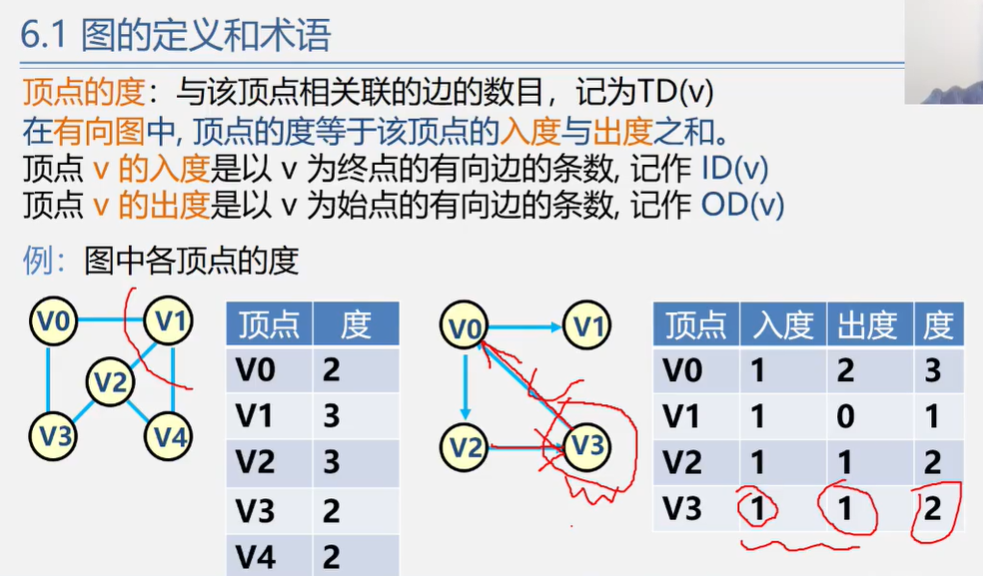 6.1 图的定义和术语
顶点的度：与该顶点相关联的边的数目，记为TD(v)
在有向图中, 顶点的度等于该顶点的入度与出度之和。
顶点 v 的入度是以 v 为终点的有向边的条数, 记作 ID(v)
顶点 v 的出度是以 v 为始点的有向边的条数, 记作 OD(v)
例：图中各顶点的度
V0 V1
V2
V3 V4
顶点 度
V0 2
V1 3
V2 3
V3 2
V4 2
V0 V1
V2 V3
顶点 入度 出度 度
V0 1 2 3
V1 1 0 1
V2 1 1 2
V3 1 1 2